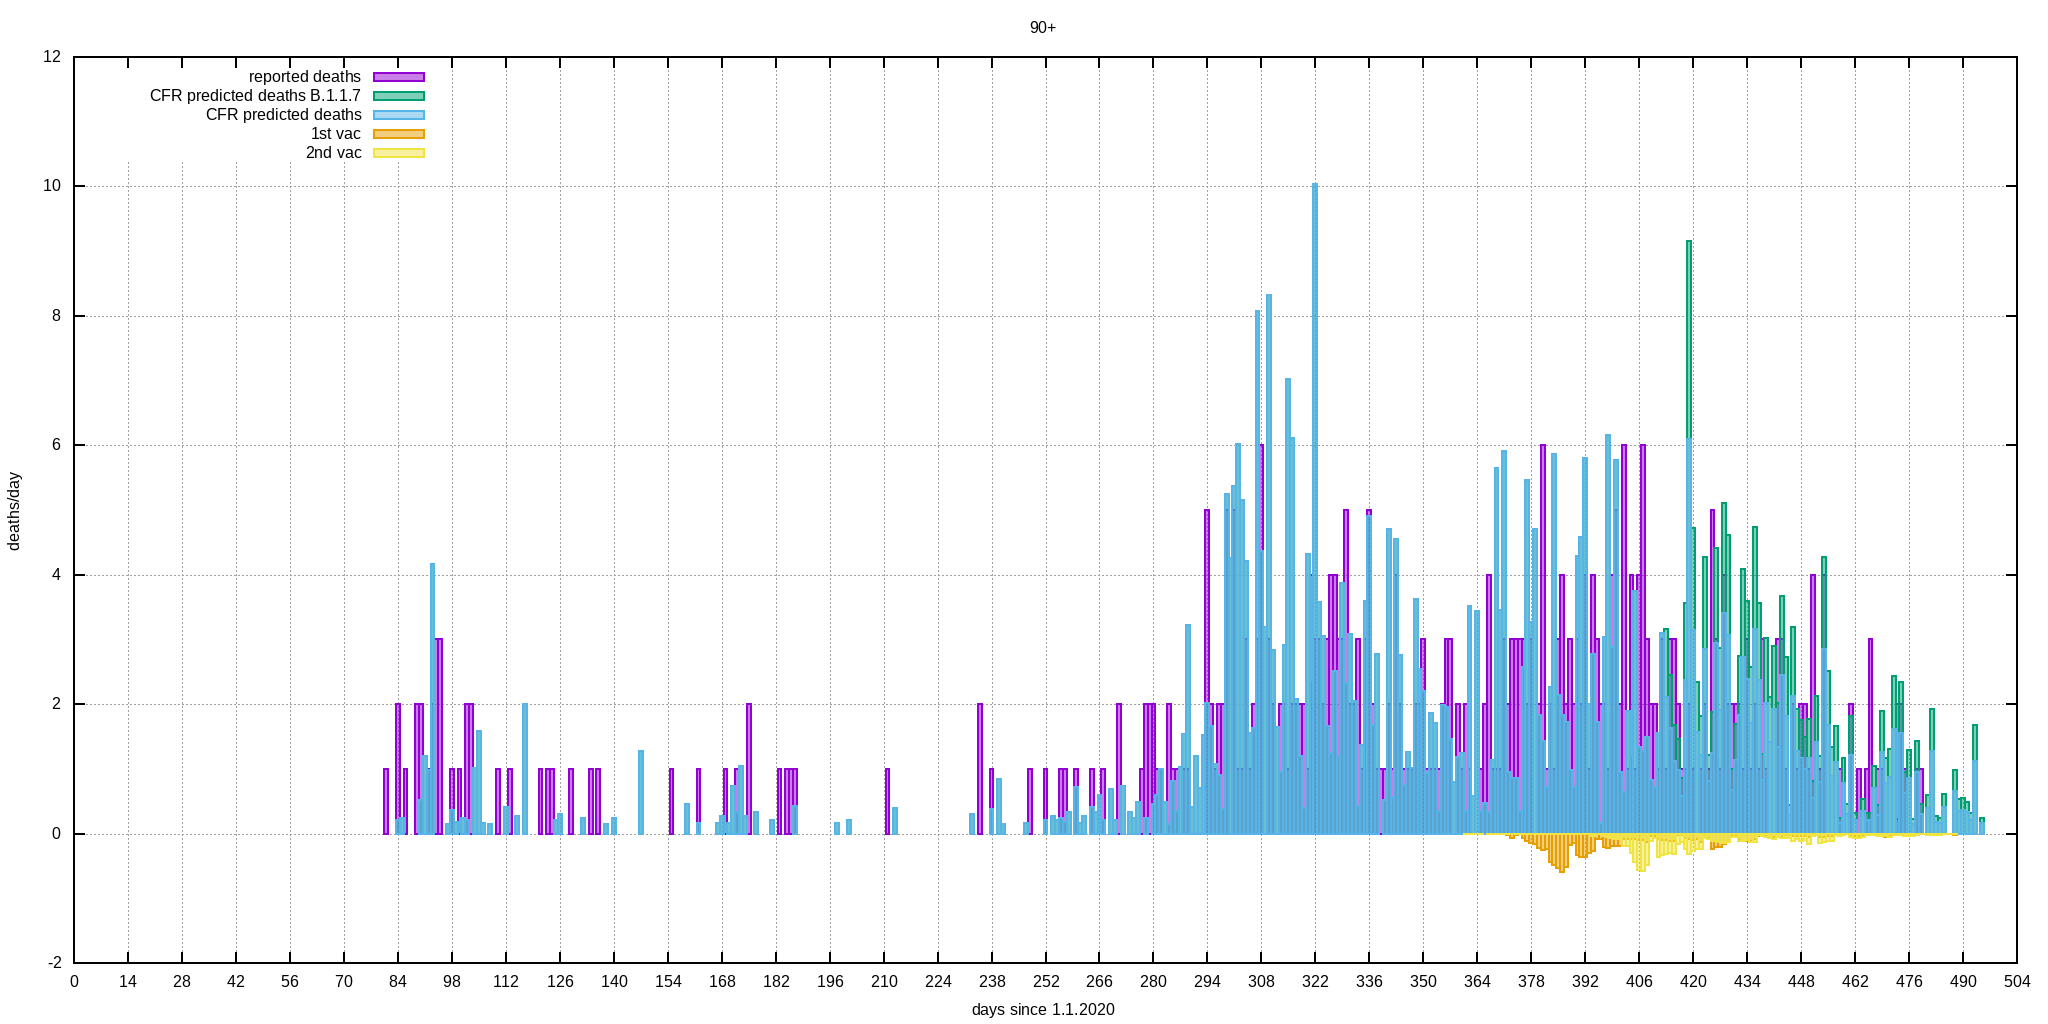 90+
12
10
8
6
4
2
0
-2
deaths/day
reported deaths
CFR predicted deaths B.1.1.7
CFR predicted deaths
1st vac
2nd vac
0 14 28 42 56 70 84 98 112 126 140 154 168 182 196 210 224 238 252 266 280 294 308 322 336 350 364 378 392 406 420 434 448 462 476 490 504
days since 1.1.2020